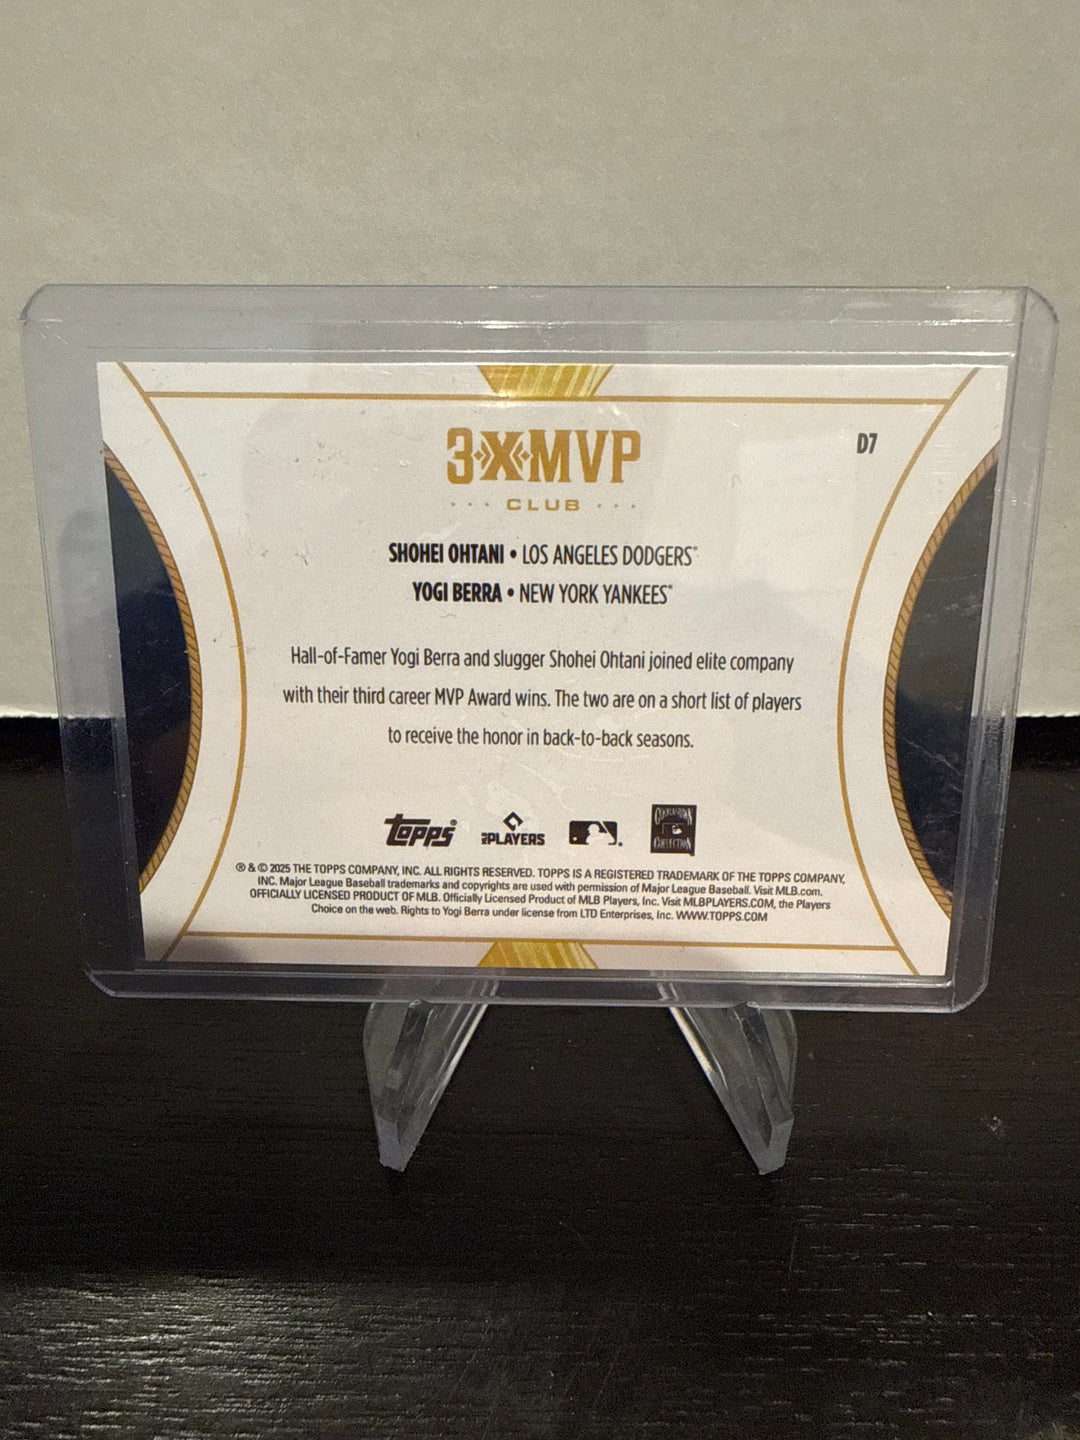 3XMVP
D7
CLUB
SHOHEI OHTANI • LOS ANGELES DODGERS™
YOGI BERRA • NEW YORK YANKEES™
Hall-of-Famer Yogi Berra and slugger Shohei Ohtani joined elite company
with their third career MVP Award wins. The two are on a short list of players
to receive the honor in back-to-back seasons.
topps® MLB PLAYERS COOPERSTOWN COLLECTION
® & © 2025 THE TOPPS COMPANY, INC. ALL RIGHTS RESERVED. TOPPS IS A REGISTERED TRADEMARK OF THE TOPPS COMPANY,
INC. Major League Baseball trademarks and copyrights are used with permission of Major League Baseball. Visit MLB.com.
OFFICIALLY LICENSED PRODUCT OF MLB. Officially Licensed Product of MLB Players, Inc. Visit MLBPLAYERS.COM, the Players
Choice on the web. Rights to Yogi Berra under license from LTD Enterprises, Inc. WWW.TOPPS.COM